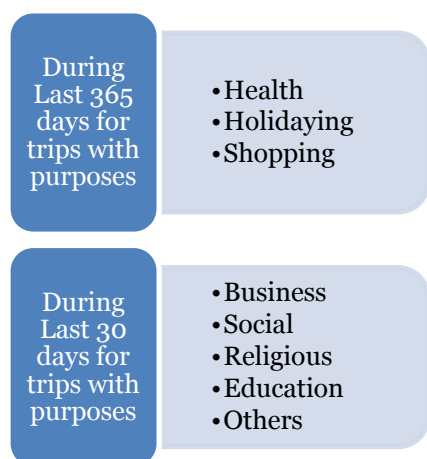 During
Last 365
days for
trips with
purposes
•Health
•Holidaying
•Shopping
During
Last 30
days for
trips with
purposes
•Business
•Social
•Religious
•Education
•Others